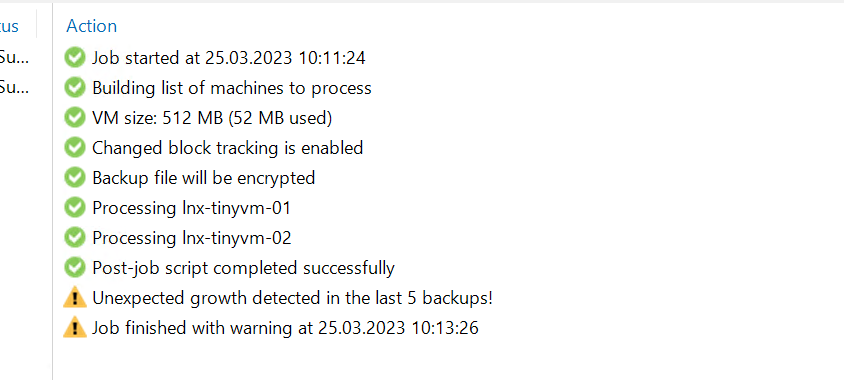 tus Action
Su... Job started at 25.03.2023 10:11:24
Su... Building list of machines to process
VM size: 512 MB (52 MB used)
Changed block tracking is enabled
Backup file will be encrypted
Processing lnx-tinyvm-01
Processing lnx-tinyvm-02
Post-job script completed successfully
Unexpected growth detected in the last 5 backups!
Job finished with warning at 25.03.2023 10:13:26